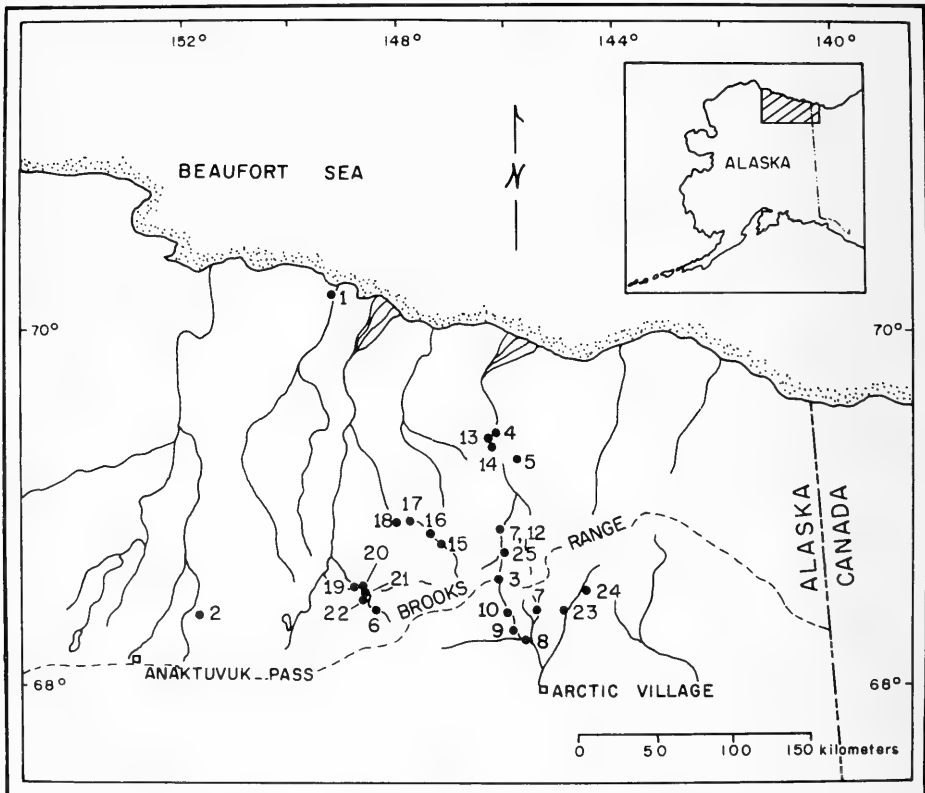 152° 148° 144° 140°
BEAUFORT SEA
N
ALASKA
1
70° 70°
4
13
14
5
17
18
16
15
7, 12
25
RANGE
ALASKA
CANADA
20
19
21
3
BROOKS
22
6
7
24
2
10
23
9
8
ANAKTUVUK PASS
68° 68°
ARCTIC VILLAGE
0 50 100 150 kilometers